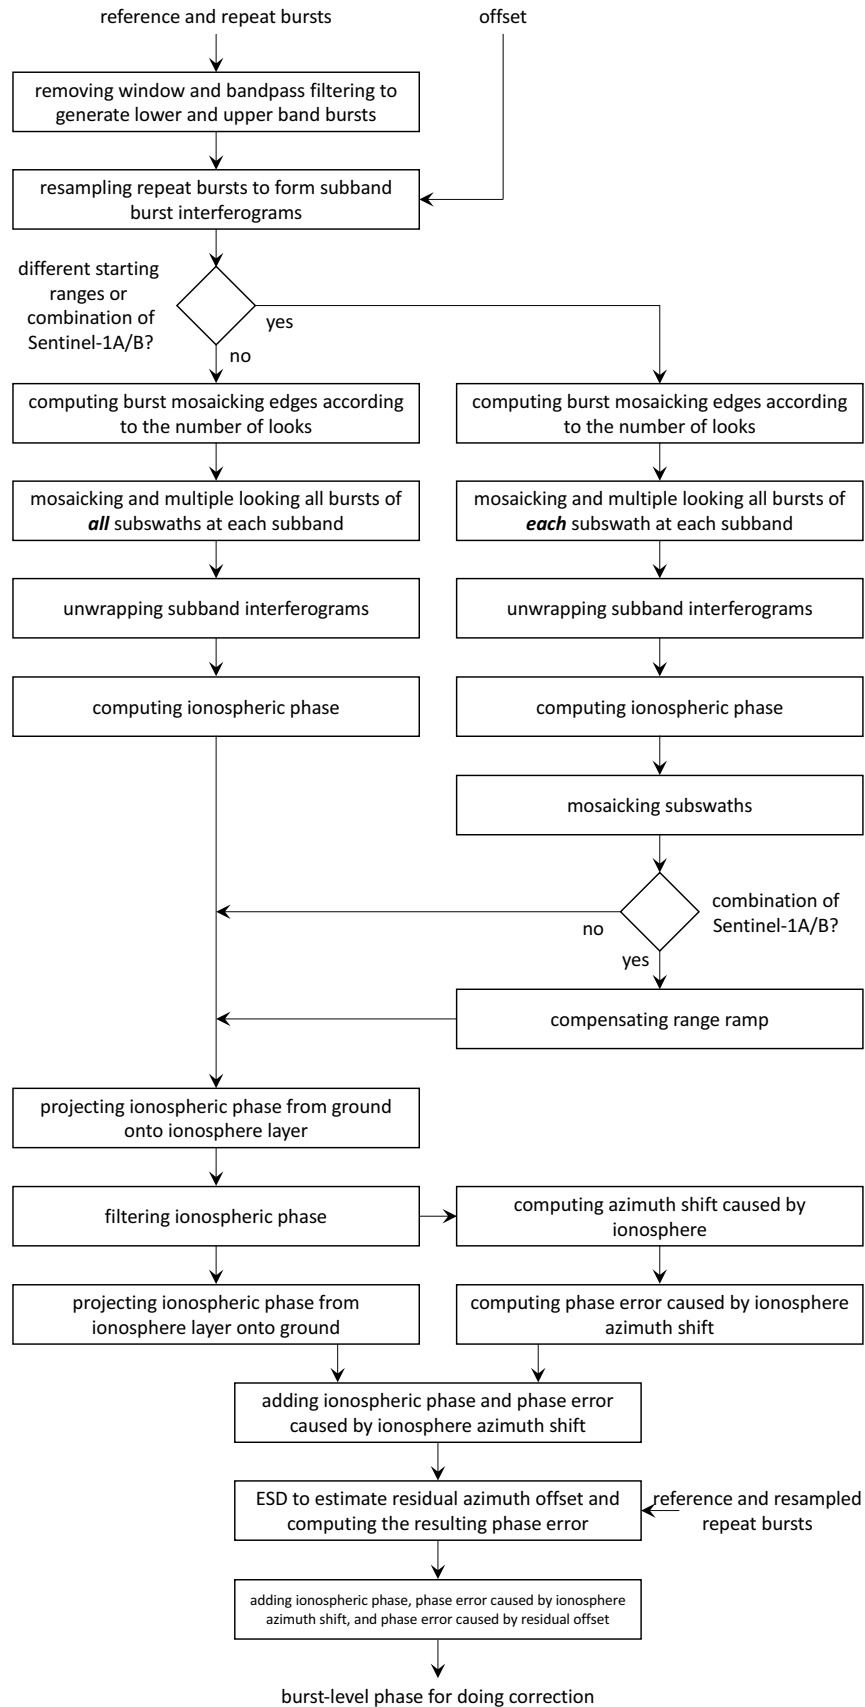 reference and repeat bursts
offset
removing window and bandpass filtering to
generate lower and upper band bursts
resampling repeat bursts to form subband
burst interferograms
different starting
ranges or
combination of
Sentinel-1A/B?
yes
no
computing burst mosaicking edges according
to the number of looks
computing burst mosaicking edges according
to the number of looks
mosaicking and multiple looking all bursts of
all subswaths at each subband
mosaicking and multiple looking all bursts of
each subswath at each subband
unwrapping subband interferograms
unwrapping subband interferograms
computing ionospheric phase
computing ionospheric phase
mosaicking subswaths
combination of
Sentinel-1A/B?
no
yes
compensating range ramp
projecting ionospheric phase from ground
onto ionosphere layer
filtering ionospheric phase
computing azimuth shift caused by
ionosphere
projecting ionospheric phase from
ionosphere layer onto ground
computing phase error caused by ionosphere
azimuth shift
adding ionospheric phase and phase error
caused by ionosphere azimuth shift
ESD to estimate residual azimuth offset and
computing the resulting phase error
reference and resampled
repeat bursts
adding ionospheric phase, phase error caused by ionosphere
azimuth shift, and phase error caused by residual offset
burst-level phase for doing correction